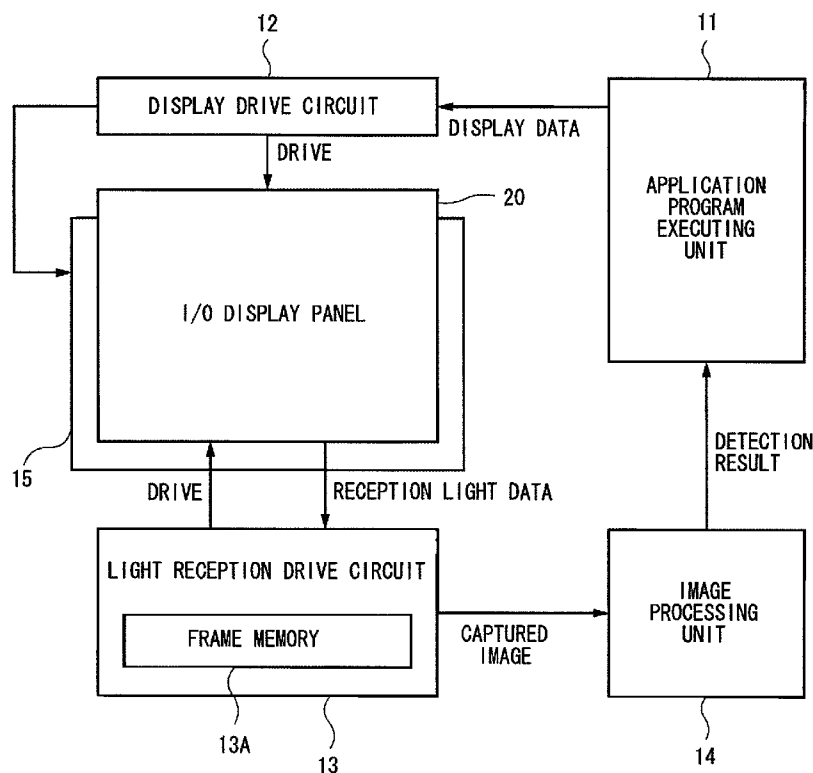 12
11
DISPLAY DRIVE CIRCUIT
DISPLAY DATA
DRIVE
20
APPLICATION
PROGRAM
EXECUTING
UNIT
I/O DISPLAY PANEL
15
DRIVE
RECEPTION LIGHT DATA
DETECTION
RESULT
LIGHT RECEPTION DRIVE CIRCUIT
FRAME MEMORY
CAPTURED
IMAGE
IMAGE
PROCESSING
UNIT
13A
13
14